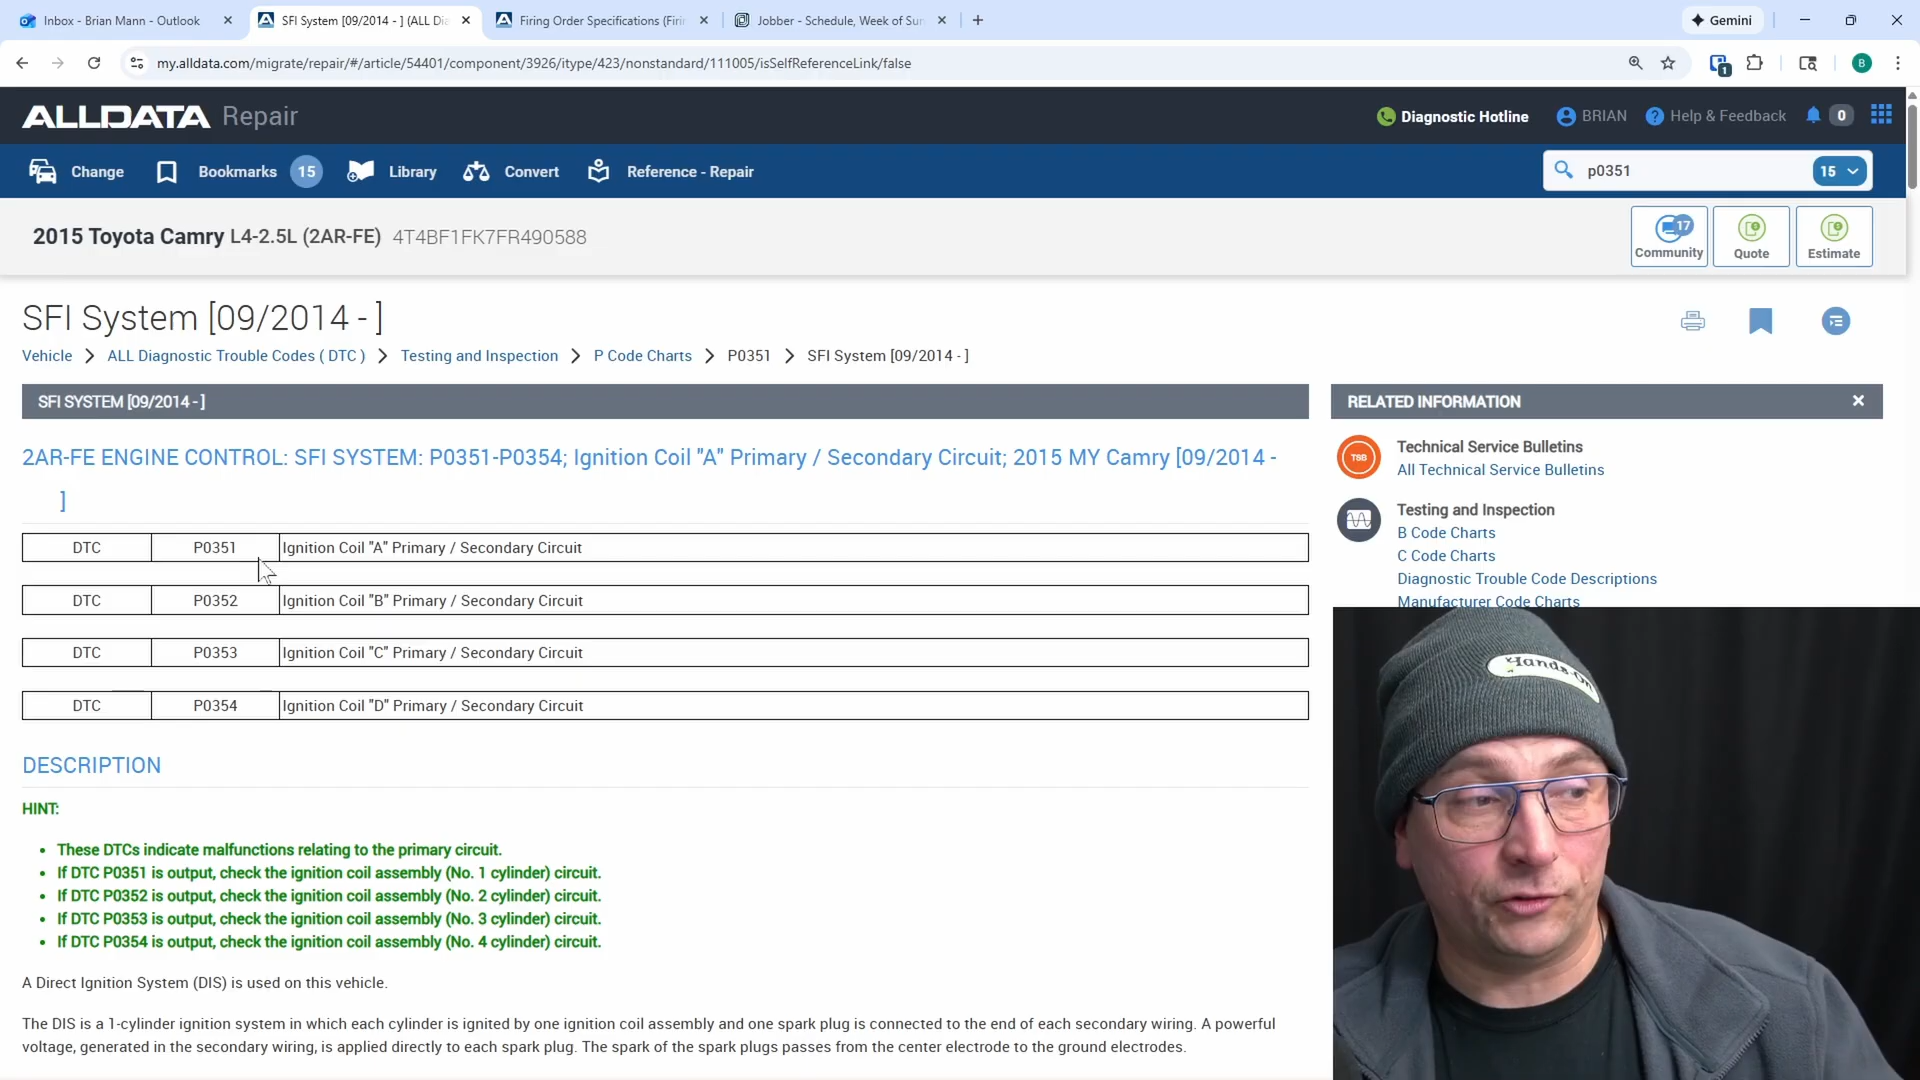 Inbox - Brian Mann - Outlook
SFI System [09/2014 - ] (ALL Dia
Firing Order Specifications (Firi
Jobber - Schedule, Week of Sun
Gemini
my.alldata.com/migrate/repair/#/article/54401/component/3926/itype/423/nonstandard/111005/isSelfReferenceLink/false
1
B
ALLDATA Repair
Diagnostic Hotline
BRIAN
Help & Feedback
0
Change
Bookmarks 15
Library
Convert
Reference - Repair
p0351
15
2015 Toyota Camry L4-2.5L (2AR-FE) 4T4BF1FK7FR490588
17
Community
Quote
Estimate
SFI System [09/2014 - ]
Vehicle > ALL Diagnostic Trouble Codes ( DTC ) > Testing and Inspection > P Code Charts > P0351 > SFI System [09/2014 - ]
SFI SYSTEM [09/2014 - ]
2AR-FE ENGINE CONTROL: SFI SYSTEM: P0351-P0354; Ignition Coil "A" Primary / Secondary Circuit; 2015 MY Camry [09/2014 -
]
DTC P0351 Ignition Coil "A" Primary / Secondary Circuit
DTC P0352 Ignition Coil "B" Primary / Secondary Circuit
DTC P0353 Ignition Coil "C" Primary / Secondary Circuit
DTC P0354 Ignition Coil "D" Primary / Secondary Circuit
DESCRIPTION
HINT:
• These DTCs indicate malfunctions relating to the primary circuit.
• If DTC P0351 is output, check the ignition coil assembly (No. 1 cylinder) circuit.
• If DTC P0352 is output, check the ignition coil assembly (No. 2 cylinder) circuit.
• If DTC P0353 is output, check the ignition coil assembly (No. 3 cylinder) circuit.
• If DTC P0354 is output, check the ignition coil assembly (No. 4 cylinder) circuit.
A Direct Ignition System (DIS) is used on this vehicle.
The DIS is a 1-cylinder ignition system in which each cylinder is ignited by one ignition coil assembly and one spark plug is connected to the end of each secondary wiring. A powerful
voltage, generated in the secondary wiring, is applied directly to each spark plug. The spark of the spark plugs passes from the center electrode to the ground electrodes.
RELATED INFORMATION
TSB
Technical Service Bulletins
All Technical Service Bulletins
Testing and Inspection
B Code Charts
C Code Charts
Diagnostic Trouble Code Descriptions
Manufacturer Code Charts
Hands-On